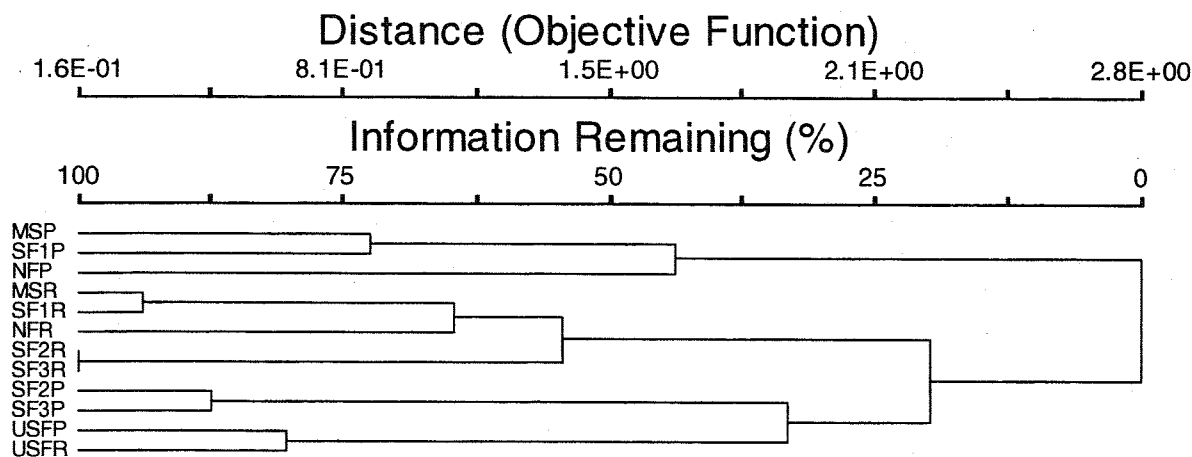 Distance (Objective Function)
1.6E-01 8.1E-01 1.5E+00 2.1E+00 2.8E+00
Information Remaining (%)
100 75 50 25 0
MSP
SF1P
NFP
MSR
SF1R
NFR
SF2R
SF3R
SF2P
SF3P
USFP
USFR